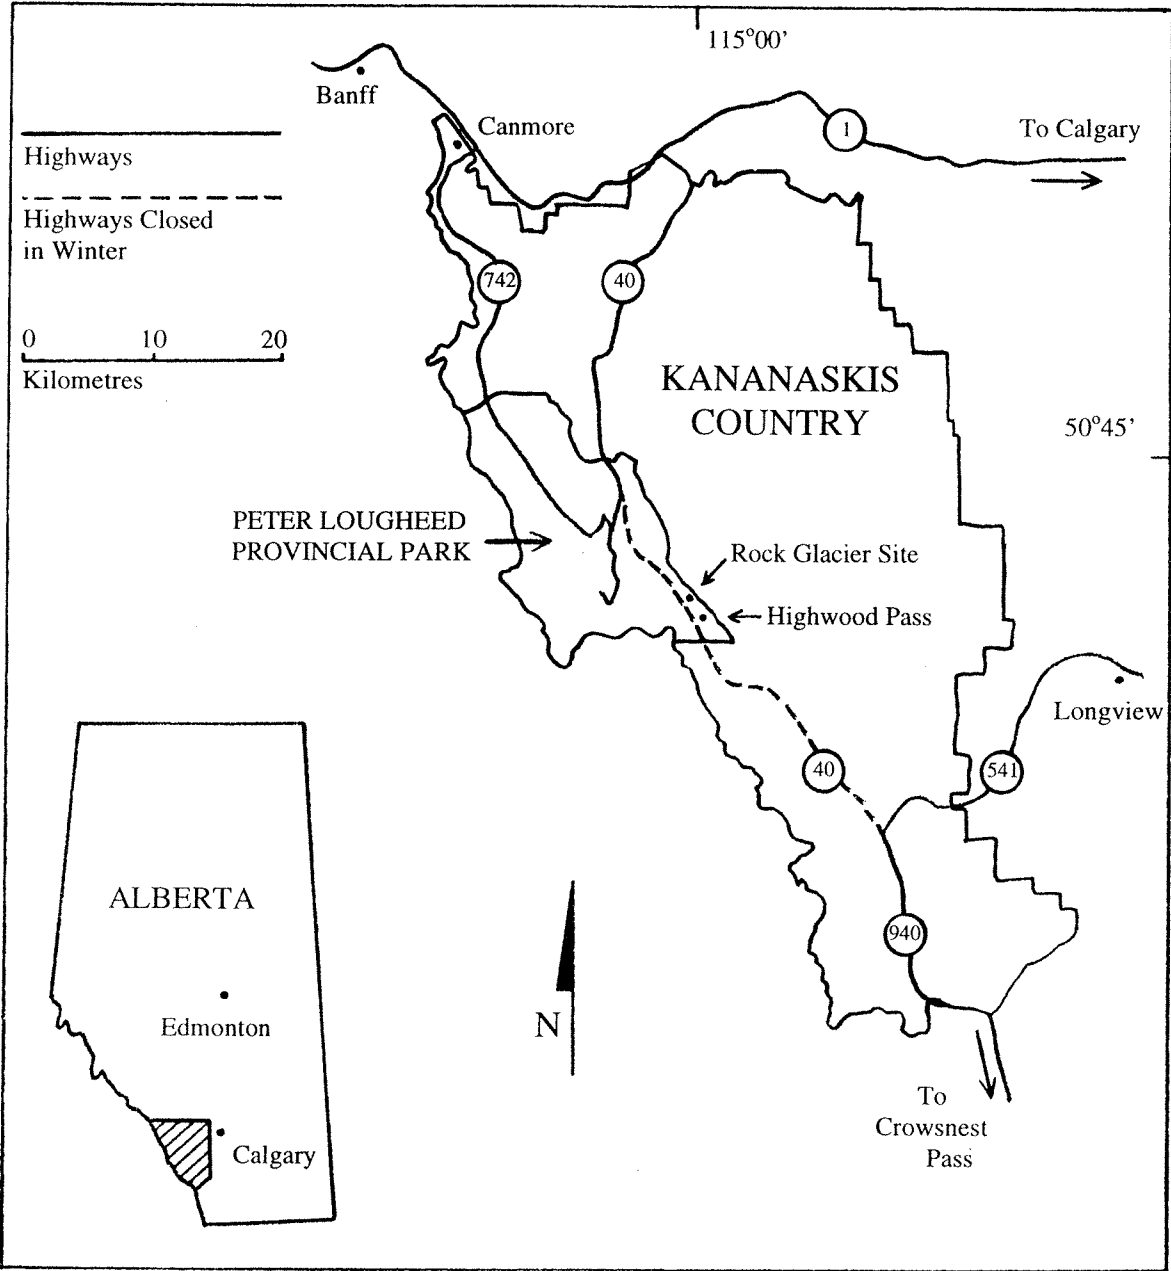 115°00'
Banff
Canmore
1
To Calgary
Highways
Highways Closed
in Winter
742
40
0 10 20
Kilometres
KANANASKIS
COUNTRY
50°45'
PETER LOUGHEED
PROVINCIAL PARK
Rock Glacier Site
Highwood Pass
Longview
40
541
ALBERTA
940
Edmonton
N
To
Crowsnest
Pass
Calgary